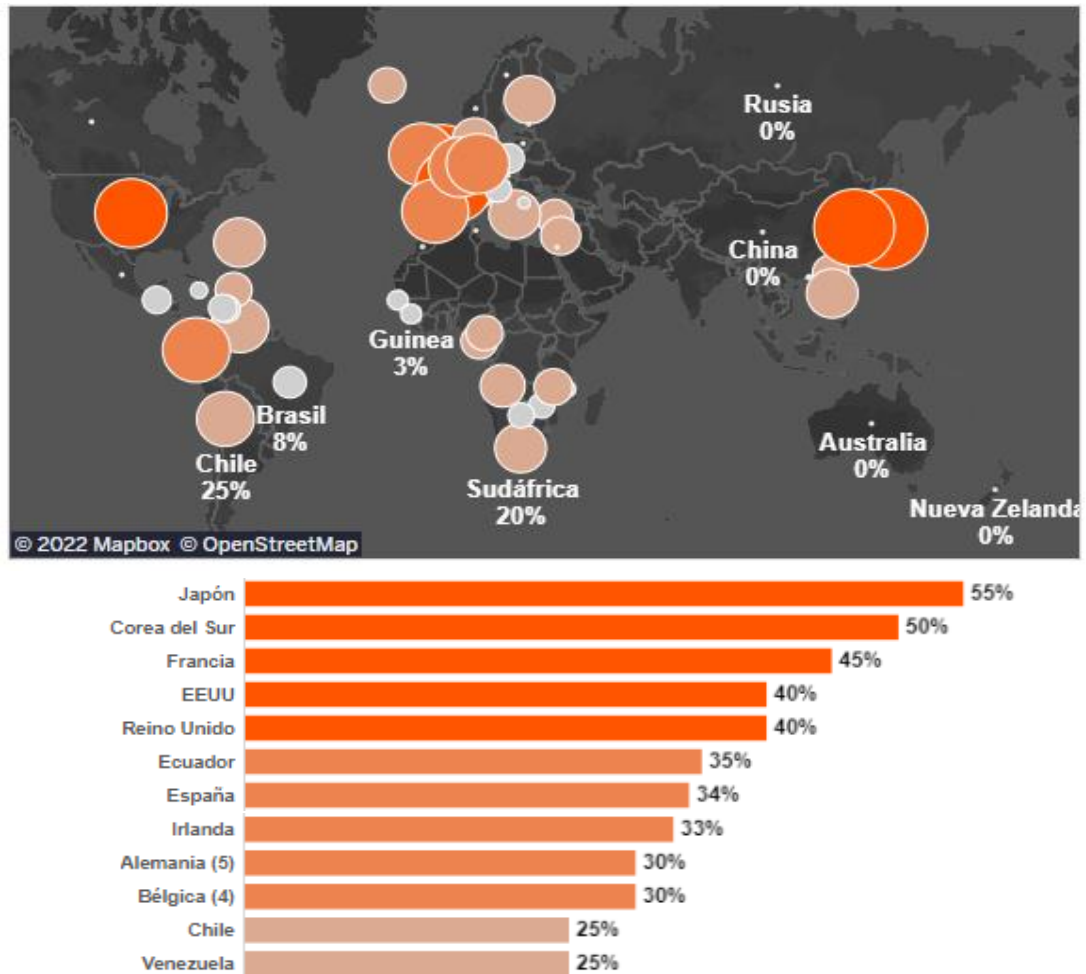 Rusia
0%
China
0%
Guinea
3%
Brasil
8%
Chile
25%
Sudáfrica
20%
Australia
0%
Nueva Zelanda
0%
© 2022 Mapbox © OpenStreetMap
Japón 55%
Corea del Sur 50%
Francia 45%
EEUU 40%
Reino Unido 40%
Ecuador 35%
España 34%
Irlanda 33%
Alemania (5) 30%
Bélgica (4) 30%
Chile 25%
Venezuela 25%